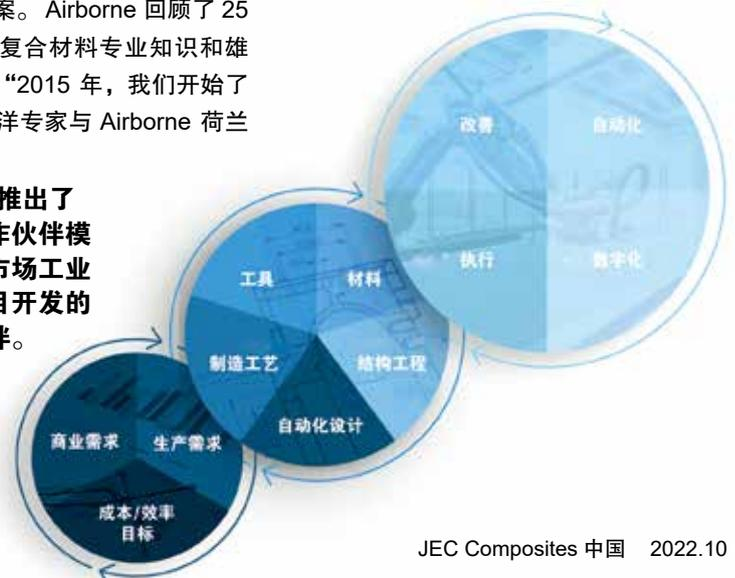 案。 Airborne 回顾了 25
复合材料专业知识和雄
“2015 年，我们开始了
洋专家与 Airborne 荷兰
推出了
作伙伴模
市场工业
目开发的
伴。
改善
自动化
执行
数字化
工具
材料
制造工艺
结构工程
自动化设计
商业需求
生产需求
成本/效率
目标
JEC Composites 中国 2022.10